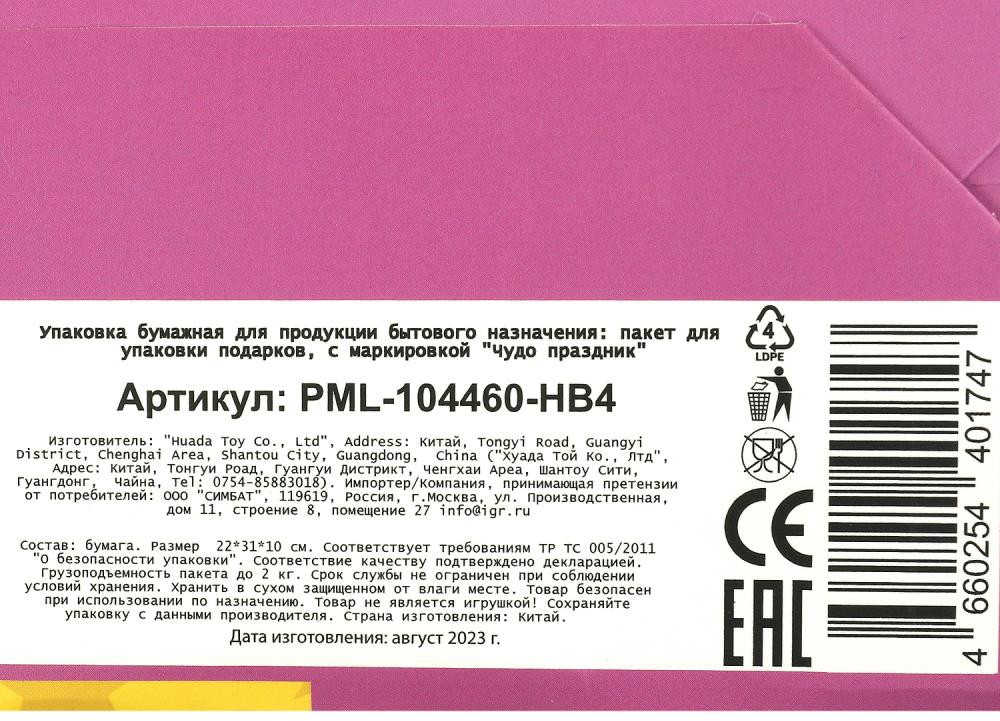 Упаковка бумажная для продукции бытового назначения: пакет для
упаковки подарков, с маркировкой "Чудо праздник"
Артикул: PML-104460-HB4
Изготовитель: "Huada Toy Co., Ltd", Address: Китай, Tongyi Road, Guangyi
District, Chenghai Area, Shantou City, Guangdong, China ("Хуада Той Ко., Лтд",
Адрес: Китай, Тонгуи Роад, Гуангуи Дистрикт, Ченгхаи Ареа, Шантоу Сити,
Гуангдонг, Чайна, Tel: 0754-85883018). Импортер/Компания, принимающая претензии
от потребителей: ООО "СИМБАТ", 119619, Россия, г.Москва, ул. Производственная,
дом 11, строение 8, помещение 27 info@igr.ru
Состав: бумага. Размер 22*31*10 см. Соответствует требованиям ТР ТС 005/2011
"О безопасности упаковки". Соответствие качеству подтверждено декларацией.
Грузоподъемность пакета до 2 кг. Срок службы не ограничен при соблюдении
условий хранения. Хранить в сухом защищенном от влаги месте. Товар безопасен
при использовании по назначению. Товар не является игрушкой! Сохраняйте
упаковку с данными производителя. Страна изготовления: Китай.
Дата изготовления: август 2023 г.
4
LDPE
CE
EAC
4 660254 401747